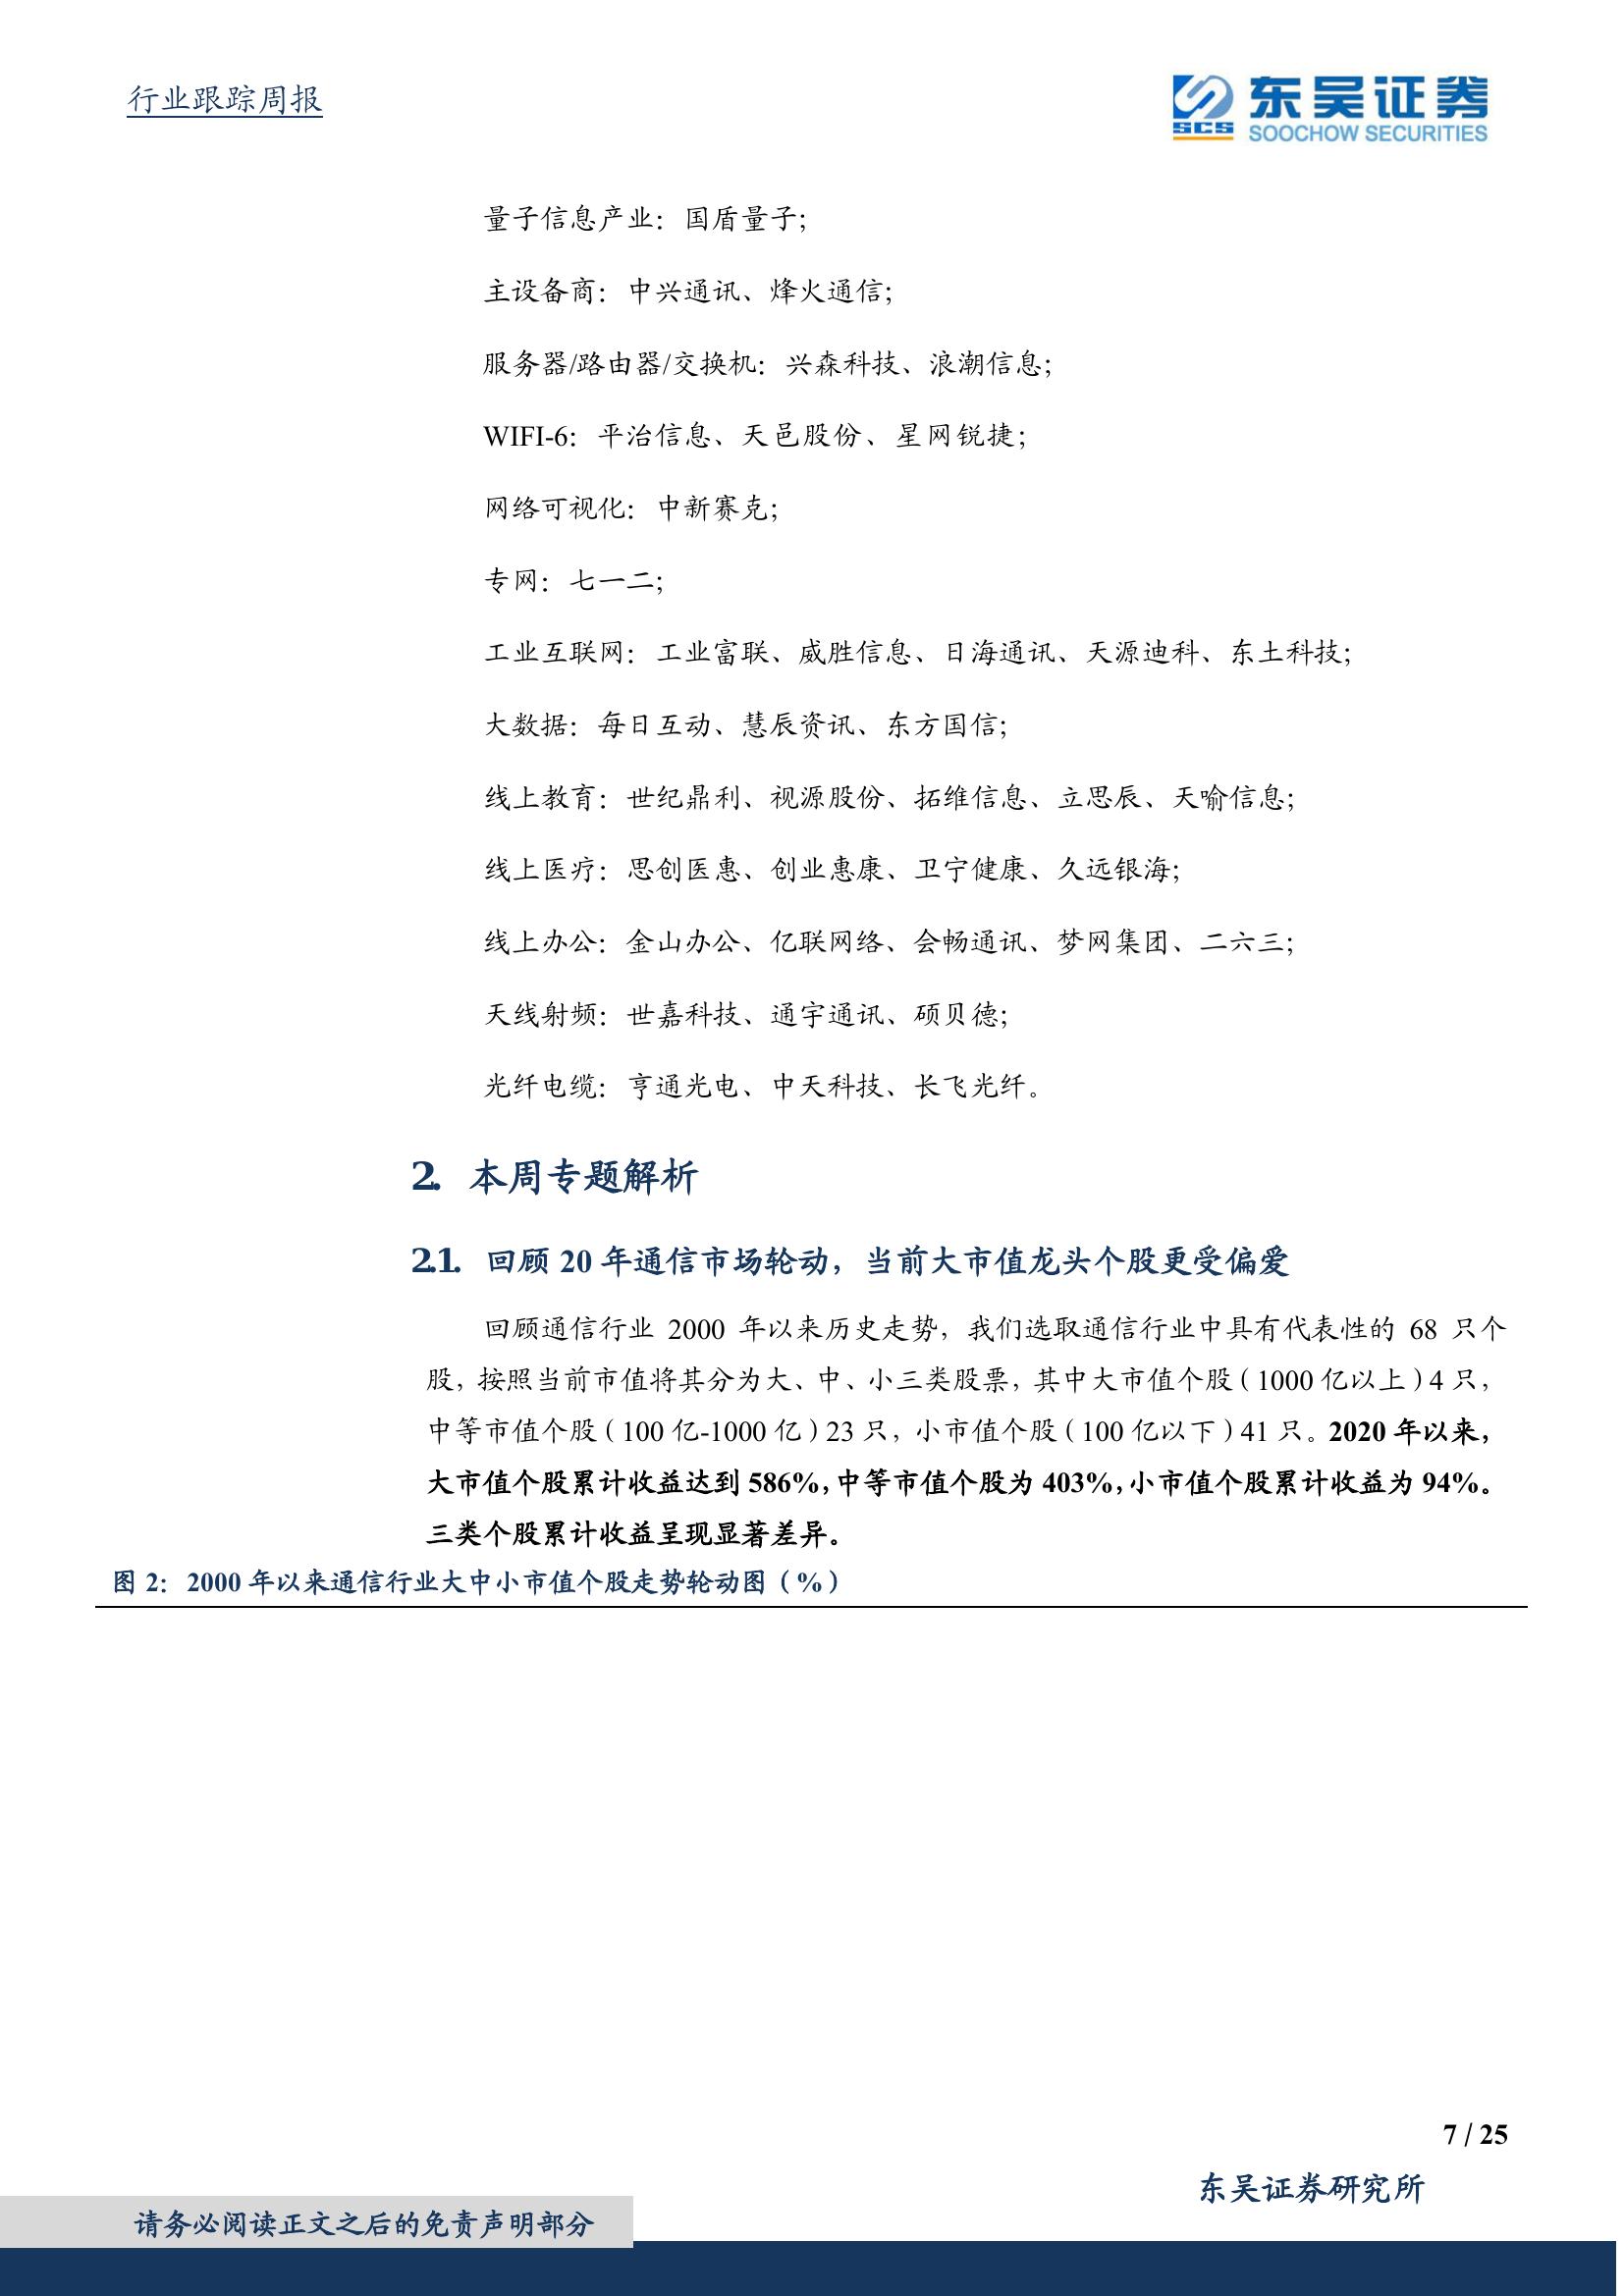 行业跟踪周报
SCS 东吴证券
SOOCHOW SECURITIES
量子信息产业：国盾量子；
主设备商：中兴通讯、烽火通信；
服务器/路由器/交换机：兴森科技、浪潮信息；
WIFI-6：平治信息、天邑股份、星网锐捷；
网络可视化：中新赛克；
专网：七一二；
工业互联网：工业富联、威胜信息、日海通讯、天源迪科、东土科技；
大数据：每日互动、慧辰资讯、东方国信；
线上教育：世纪鼎利、视源股份、拓维信息、立思辰、天喻信息；
线上医疗：思创医惠、创业惠康、卫宁健康、久远银海；
线上办公：金山办公、亿联网络、会畅通讯、梦网集团、二六三；
天线射频：世嘉科技、通宇通讯、硕贝德；
光纤电缆：亨通光电、中天科技、长飞光纤。
2. 本周专题解析
2.1. 回顾 20 年通信市场轮动，当前大市值龙头个股更受偏爱
回顾通信行业 2000 年以来历史走势，我们选取通信行业中具有代表性的 68 只个
股，按照当前市值将其分为大、中、小三类股票，其中大市值个股（1000 亿以上）4 只，
中等市值个股（100 亿-1000 亿）23 只，小市值个股（100 亿以下）41 只。2020 年以来，
大市值个股累计收益达到 586%，中等市值个股为 403%，小市值个股累计收益为 94%。
三类个股累计收益呈现显著差异。
图 2：2000 年以来通信行业大中小市值个股走势轮动图（%）
7 / 25
东吴证券研究所
请务必阅读正文之后的免责声明部分